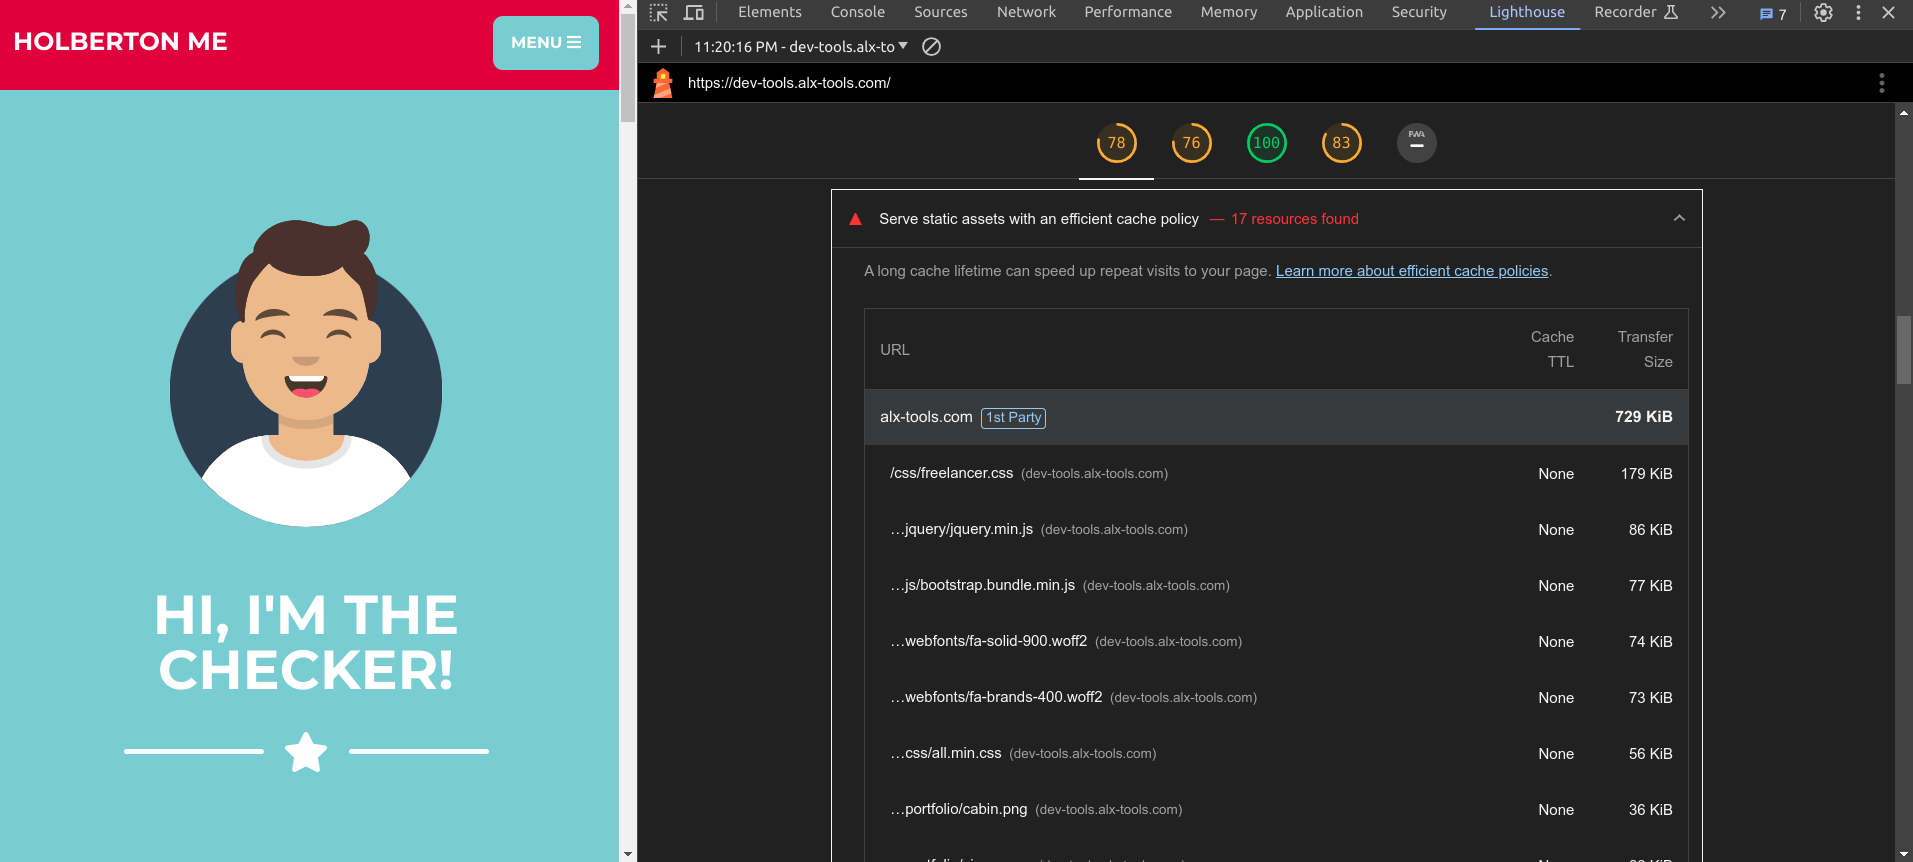 HOLBERTON ME
MENU
HI, I'M THE
CHECKER!
Elements Console Sources Network Performance Memory Application Security Lighthouse Recorder 7
11:20:16 PM - dev-tools.alx-to
https://dev-tools.alx-tools.com/
78 76 100 83 PWA
Serve static assets with an efficient cache policy — 17 resources found
A long cache lifetime can speed up repeat visits to your page. Learn more about efficient cache policies.
URL Cache TTL Transfer Size
alx-tools.com 1st Party 729 KiB
/css/freelancer.css (dev-tools.alx-tools.com) None 179 KiB
…jquery/jquery.min.js (dev-tools.alx-tools.com) None 86 KiB
…js/bootstrap.bundle.min.js (dev-tools.alx-tools.com) None 77 KiB
…webfonts/fa-solid-900.woff2 (dev-tools.alx-tools.com) None 74 KiB
…webfonts/fa-brands-400.woff2 (dev-tools.alx-tools.com) None 73 KiB
…css/all.min.css (dev-tools.alx-tools.com) None 56 KiB
…portfolio/cabin.png (dev-tools.alx-tools.com) None 36 KiB